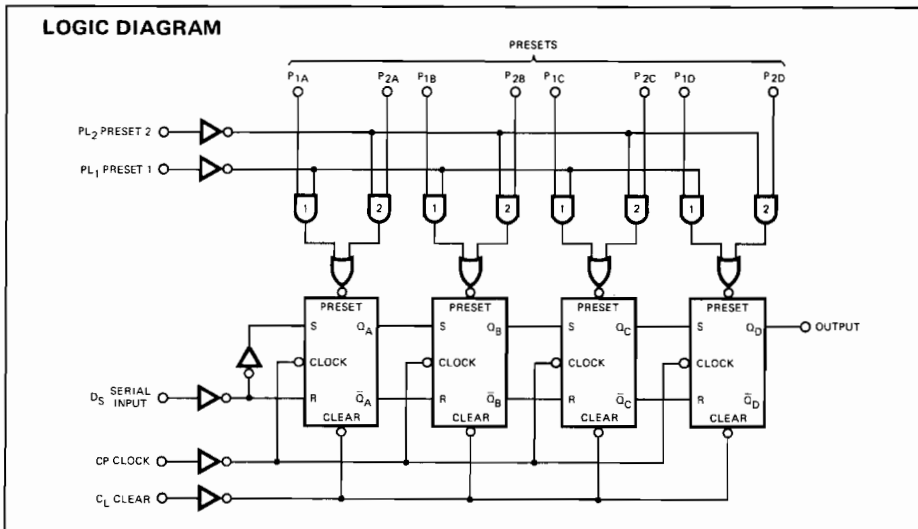 LOGIC DIAGRAM
PRESETS
P1A P2A P1B P2B P1C P2C P1D P2D
PL2 PRESET 2
PL1 PRESET 1
1 2 1 2 1 2 1 2
PRESET PRESET PRESET PRESET
S QA S QB S QC S QD OUTPUT
CLOCK CLOCK CLOCK CLOCK
DS SERIAL INPUT
R Q̄A R Q̄B R Q̄C R Q̄D
CLEAR CLEAR CLEAR CLEAR
CP CLOCK
CL CLEAR